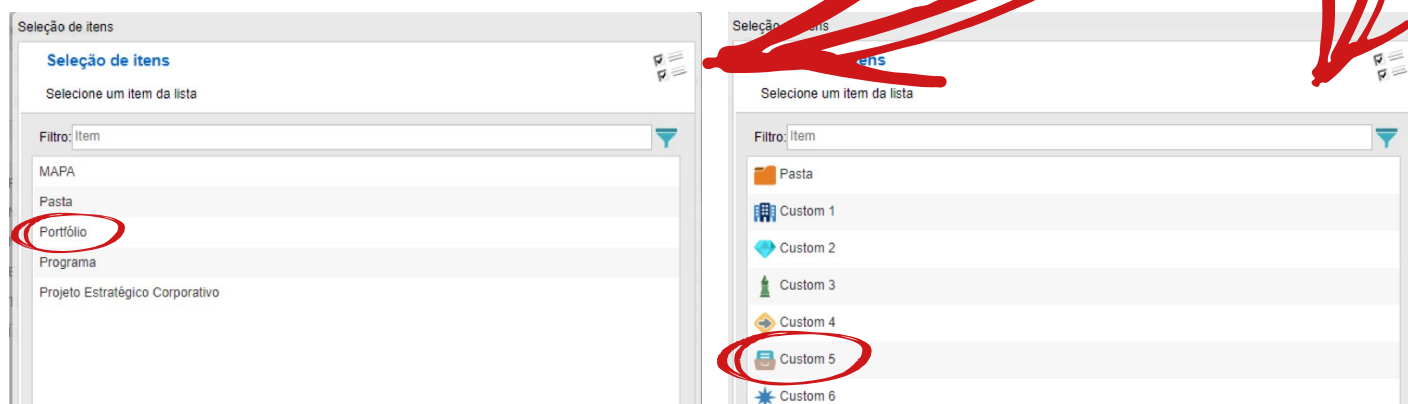 Seleção de itens
Seleção de itens
Selecione um item da lista
Filtro: Item
MAPA
Pasta
Portfólio
Programa
Projeto Estratégico Corporativo
Seleção
ens
Selecione um item da lista
Filtro: Item
Pasta
Custom 1
Custom 2
Custom 3
Custom 4
Custom 5
Custom 6